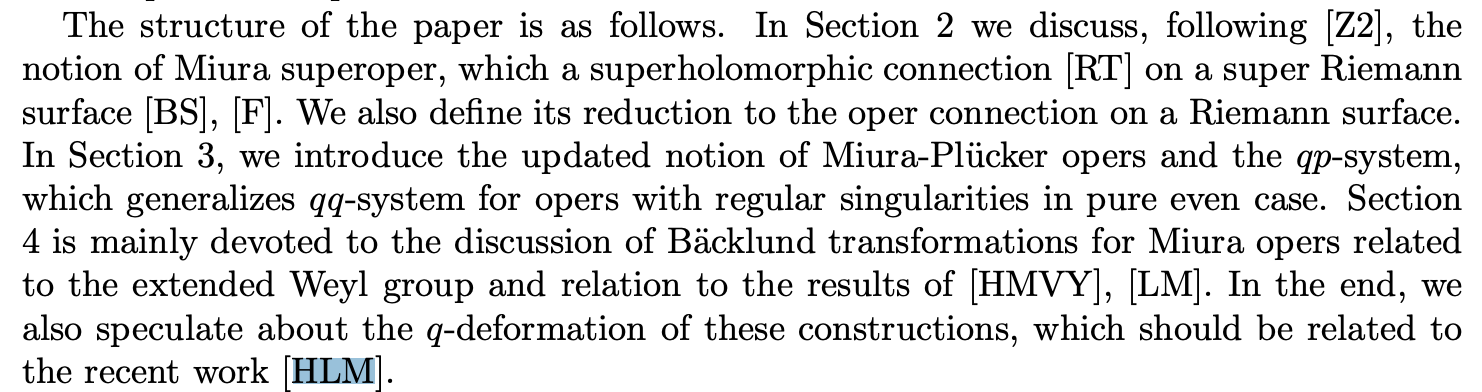 The structure of the paper is as follows. In Section 2 we discuss, following [Z2], the
notion of Miura superoper, which a superholomorphic connection [RT] on a super Riemann
surface [BS], [F]. We also define its reduction to the oper connection on a Riemann surface.
In Section 3, we introduce the updated notion of Miura-Plücker opers and the qp-system,
which generalizes qq-system for opers with regular singularities in pure even case. Section
4 is mainly devoted to the discussion of Bäcklund transformations for Miura opers related
to the extended Weyl group and relation to the results of [HMVY], [LM]. In the end, we
also speculate about the q-deformation of these constructions, which should be related to
the recent work [HLM].